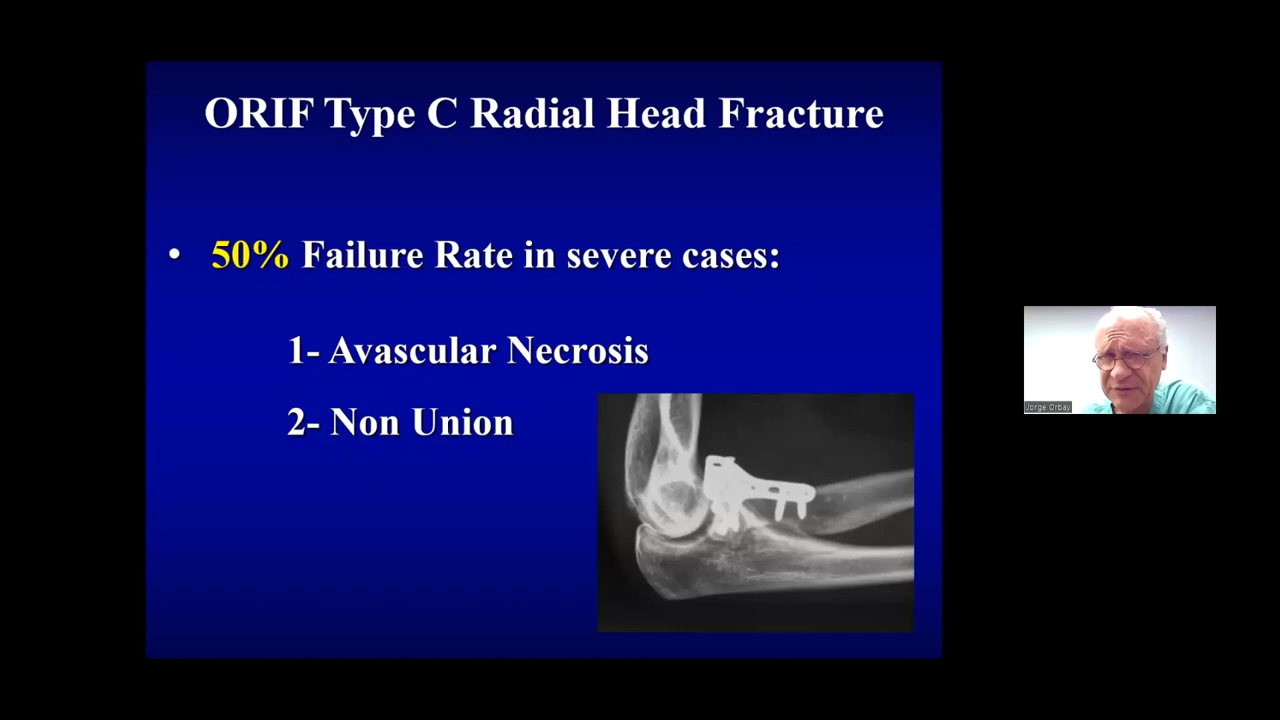 ORIF Type C Radial Head Fracture
• 50% Failure Rate in severe cases:
1- Avascular Necrosis
2- Non Union
Jorge Orbay